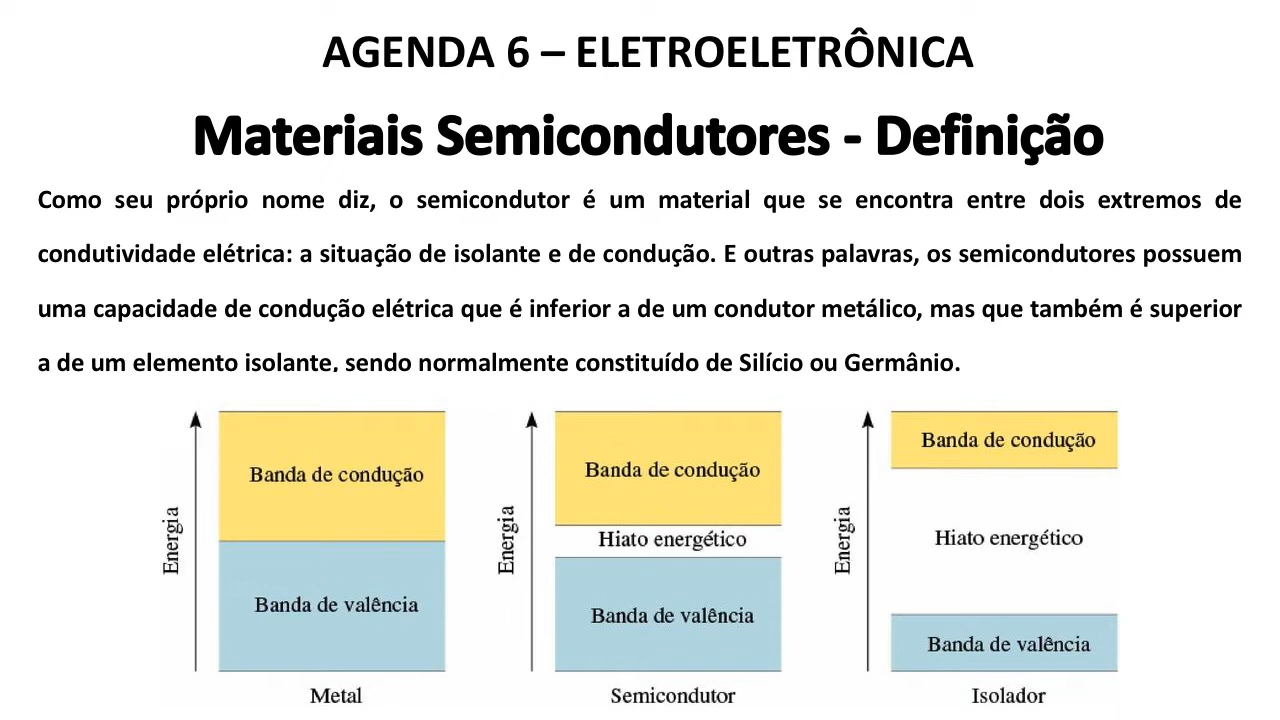 AGENDA 6 – ELETROELETRÔNICA
Materiais Semicondutores - Definição
Como seu próprio nome diz, o semicondutor é um material que se encontra entre dois extremos de
condutividade elétrica: a situação de isolante e de condução. E outras palavras, os semicondutores possuem
uma capacidade de condução elétrica que é inferior a de um condutor metálico, mas que também é superior
a de um elemento isolante, sendo normalmente constituído de Silício ou Germânio.
Energia
Banda de condução
Banda de valência
Metal
Energia
Banda de condução
Hiato energético
Banda de valência
Semicondutor
Energia
Banda de condução
Hiato energético
Banda de valência
Isolador